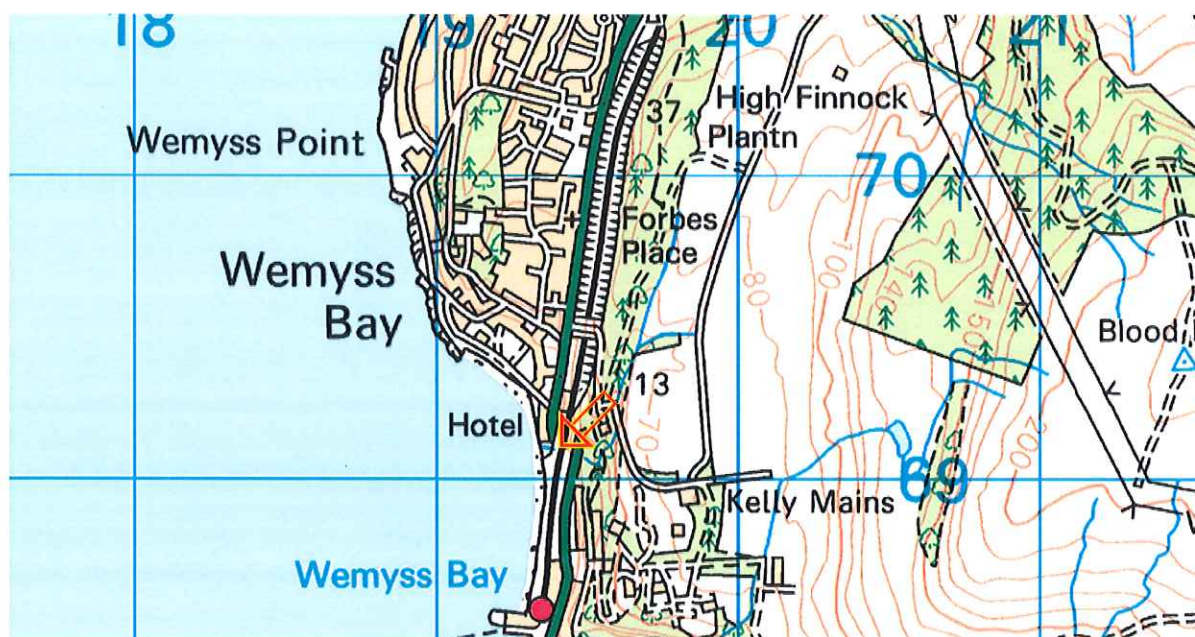 18
19
20
21
High Finnock
Plantn
37
Wemyss Point
70
Forbes
Place
Wemyss
Bay
80
100
140
150
Blood
13
Hotel
70
200
69
Kelly Mains
Wemyss Bay